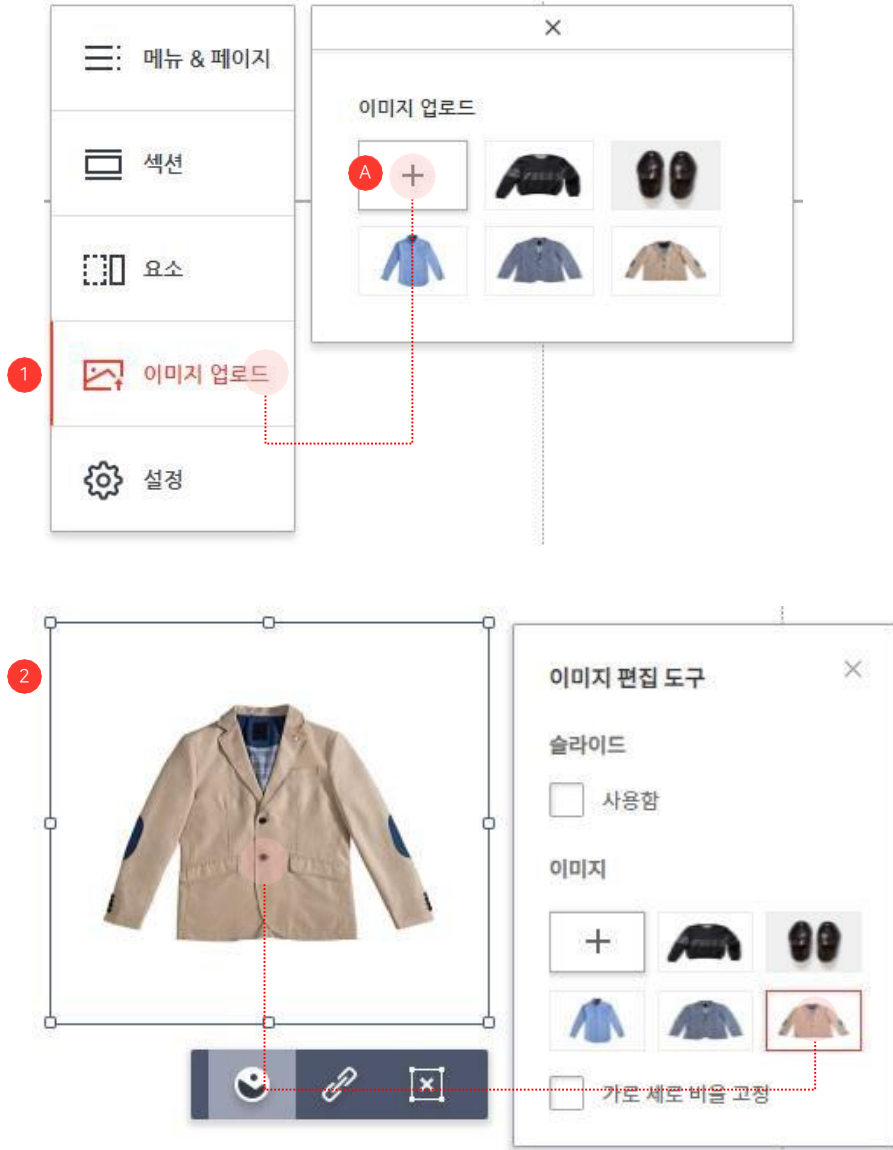 메뉴 & 페이지
이미지 업로드
섹션
A
요소
1
이미지 업로드
설정
2
이미지 편집 도구
슬라이드
사용함
이미지
가로 세로 비율 고정